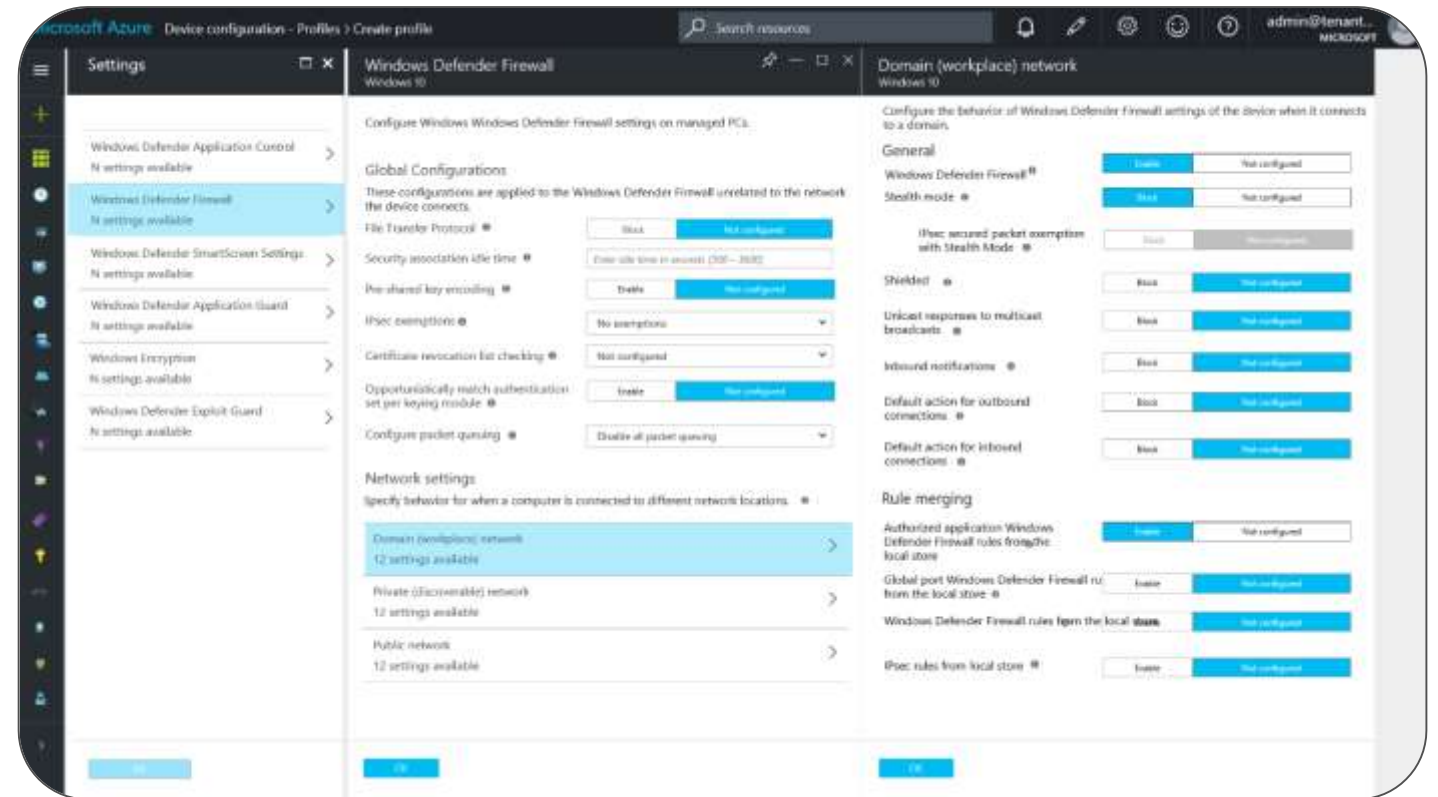 crosoft Azure Device configuration - Profiles > Create profile
Search resources
admin@tenant...
MICROSOFT
Settings
Windows Defender Application Control
N settings available
Windows Defender Firewall
N settings available
Windows Defender SmartScreen Settings
N settings available
Windows Defender Application Guard
N settings available
Windows Encryption
N settings available
Windows Defender Exploit Guard
N settings available
Windows Defender Firewall
Windows 10
Configure Windows Windows Defender Firewall settings on managed PCs.
Global Configurations
These configurations are applied to the Windows Defender Firewall unrelated to the network
the device connects.
File Transfer Protocol
Block Not configured
Security association idle time
Enter idle time in seconds (300 - 3600)
Pre-shared key encoding
Enable Not configured
IPsec exemptions
No exemptions
Certificate revocation list checking
Not configured
Opportunistically match authentication
set per keying module
Enable Not configured
Configure packet queuing
Disable all packet queuing
Network settings
Specify behavior for when a computer is connected to different network locations.
Domain (workplace) network
12 settings available
Private (discoverable) network
12 settings available
Public network
12 settings available
OK
Domain (workplace) network
Windows 10
Configure the behavior of Windows Defender Firewall settings of the device when it connects
to a domain.
General
Windows Defender Firewall
Enable Not configured
Stealth mode
Block Not configured
IPsec secured packet exemption
with Stealth Mode
Block Not configured
Shielded
Block Not configured
Unicast responses to multicast
broadcasts
Block Not configured
Inbound notifications
Block Not configured
Default action for outbound
connections
Block Not configured
Default action for inbound
connections
Block Not configured
Rule merging
Authorized application Windows
Defender Firewall rules from the
local store
Enable Not configured
Global port Windows Defender Firewall ru
from the local store
Enable Not configured
Windows Defender Firewall rules from the local store
Not configured
IPsec rules from local store
Enable Not configured
OK